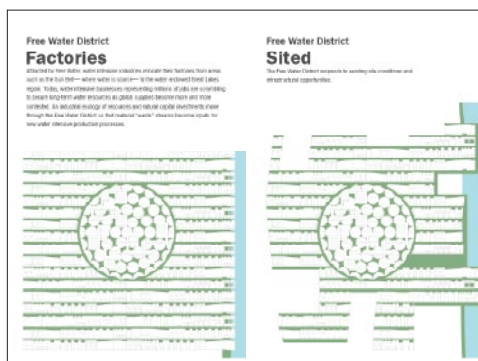 Free Water District
Factories
Attracted by Free Water, water intensive industries relocate their factories from areas
such as the Sun Belt— where water is scarce— to the water endowed Great Lakes
region. Today, water intensive businesses representing millions of jobs are scrambling
to secure long-term water resources as global supplies become more and more
contested. An industrial ecology of resources and natural capital investments move
through the Free Water District so that material "waste" streams become inputs for
new water intensive production processes.
Free Water District
Sited
The Free Water District responds to existing site conditions and
infrastructural opportunities.